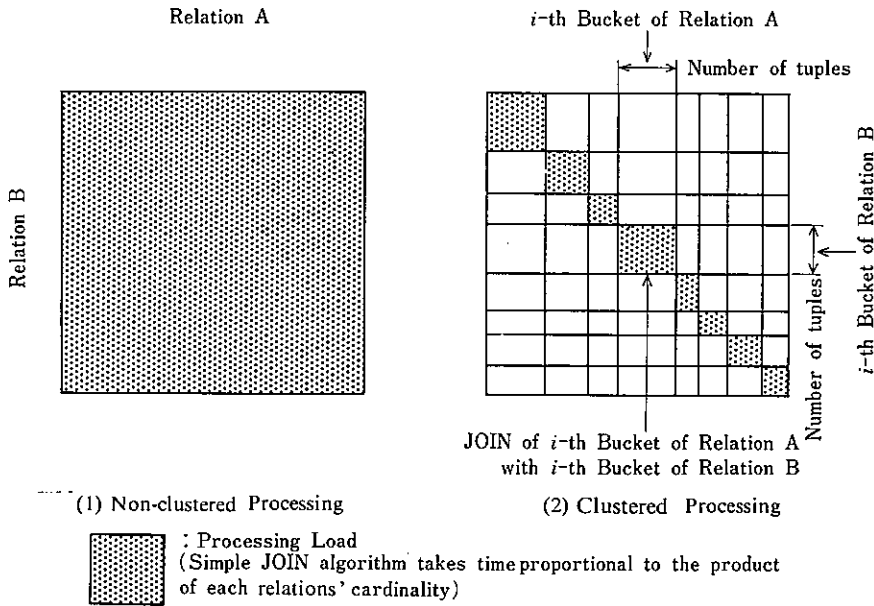 Relation A
Relation B
(1) Non-clustered Processing
i-th Bucket of Relation A
Number of tuples
i-th Bucket of Relation B
Number of tuples
JOIN of i-th Bucket of Relation A
with i-th Bucket of Relation B
(2) Clustered Processing
: Processing Load
(Simple JOIN algorithm takes time proportional to the product
of each relations' cardinality)